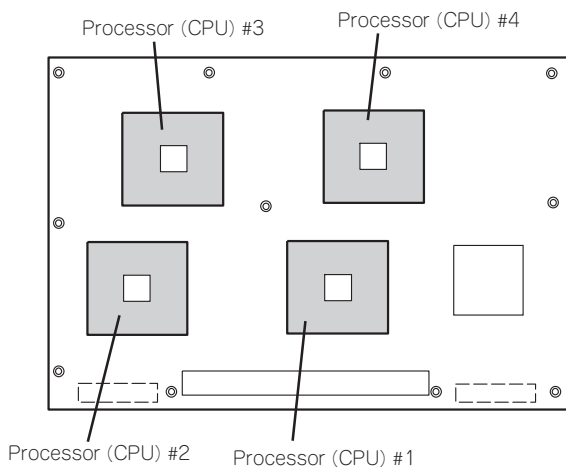 Processor (CPU) #3
Processor (CPU) #4
Processor (CPU) #2
Processor (CPU) #1